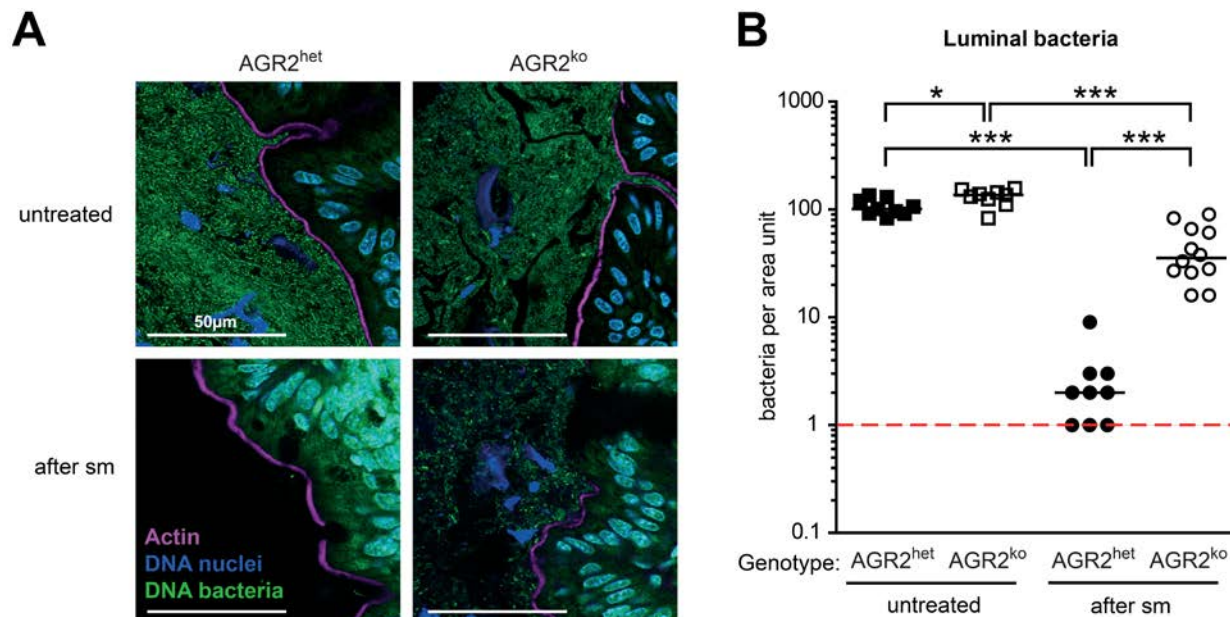 A
AGR2het
AGR2ko
untreated
50µm
after sm
Actin
DNA nuclei
DNA bacteria
B
Luminal bacteria
bacteria per area unit
1000
100
10
1
0.1
*
***
***
***
Genotype: AGR2het AGR2ko AGR2het AGR2ko
untreated after sm